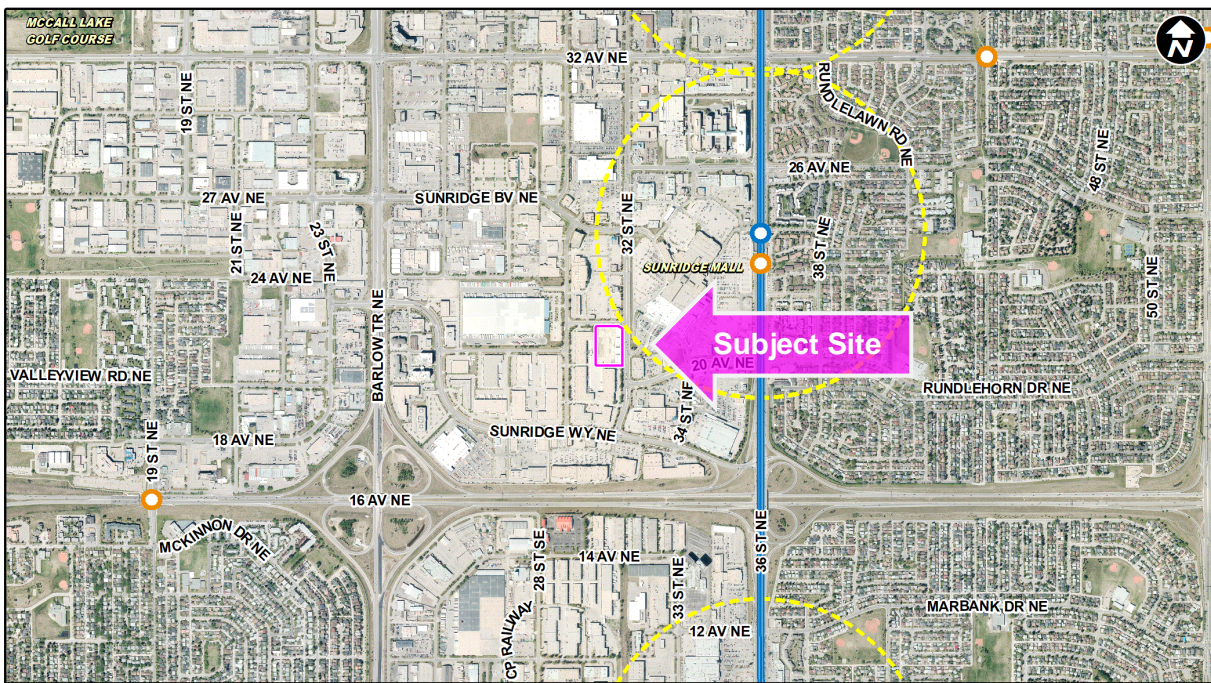 MCCALL LAKE
GOLF COURSE
N
32 AV NE
19 ST NE
RUNDLELAWN RD NE
26 AV NE
48 ST NE
27 AV NE
SUNRIDGE BV NE
21 ST NE
23 ST NE
32 ST NE
38 ST NE
24 AV NE
SUNRIDGE MALL
50 ST NE
BARLOW TR NE
Subject Site
20 AV NE
VALLEYVIEW RD NE
RUNDLEHORN DR NE
34 ST NE
SUNRIDGE WY NE
18 AV NE
19 ST NE
16 AV NE
MCKINNON DR NE
28 ST SE
14 AV NE
36 ST NE
33 ST NE
CP RAILWAY
MARBANK DR NE
12 AV NE